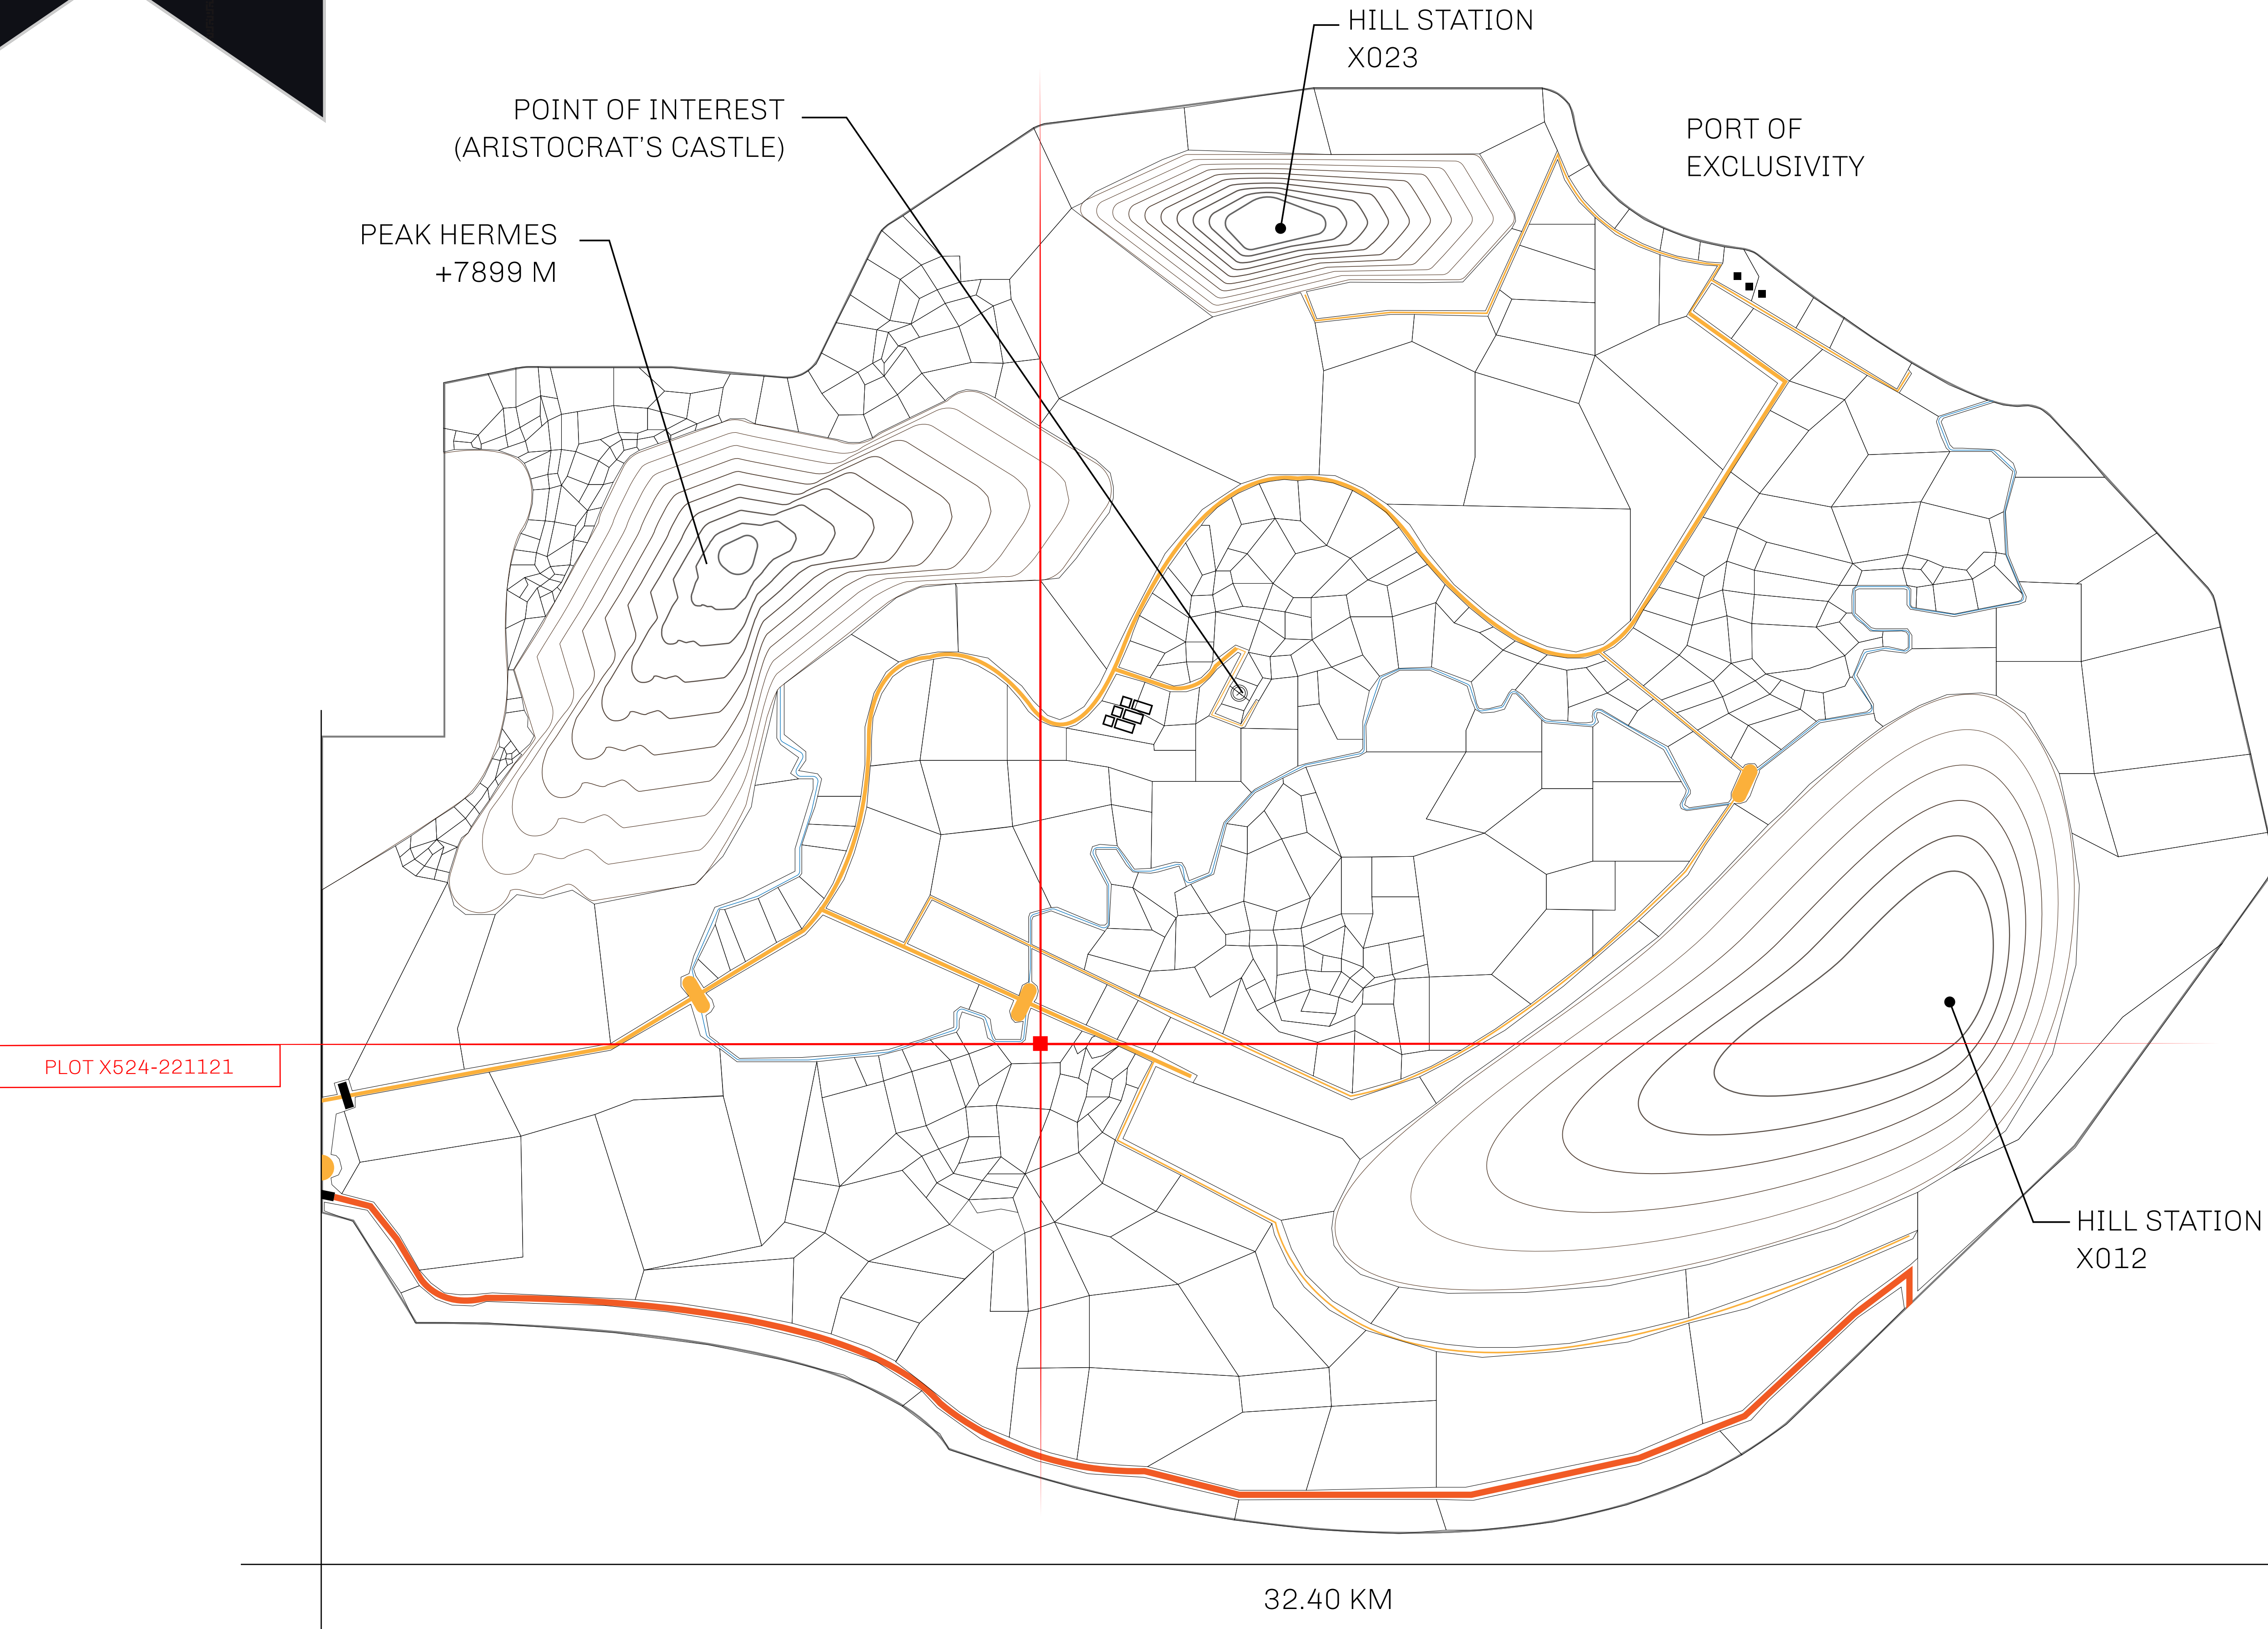 HILL STATION
X023
POINT OF INTEREST
(ARISTOCRAT'S CASTLE)
PORT OF
EXCLUSIVITY
PEAK HERMES
+7899 M
PLOT X524-221121
HILL STATION
X012
32.40 KM